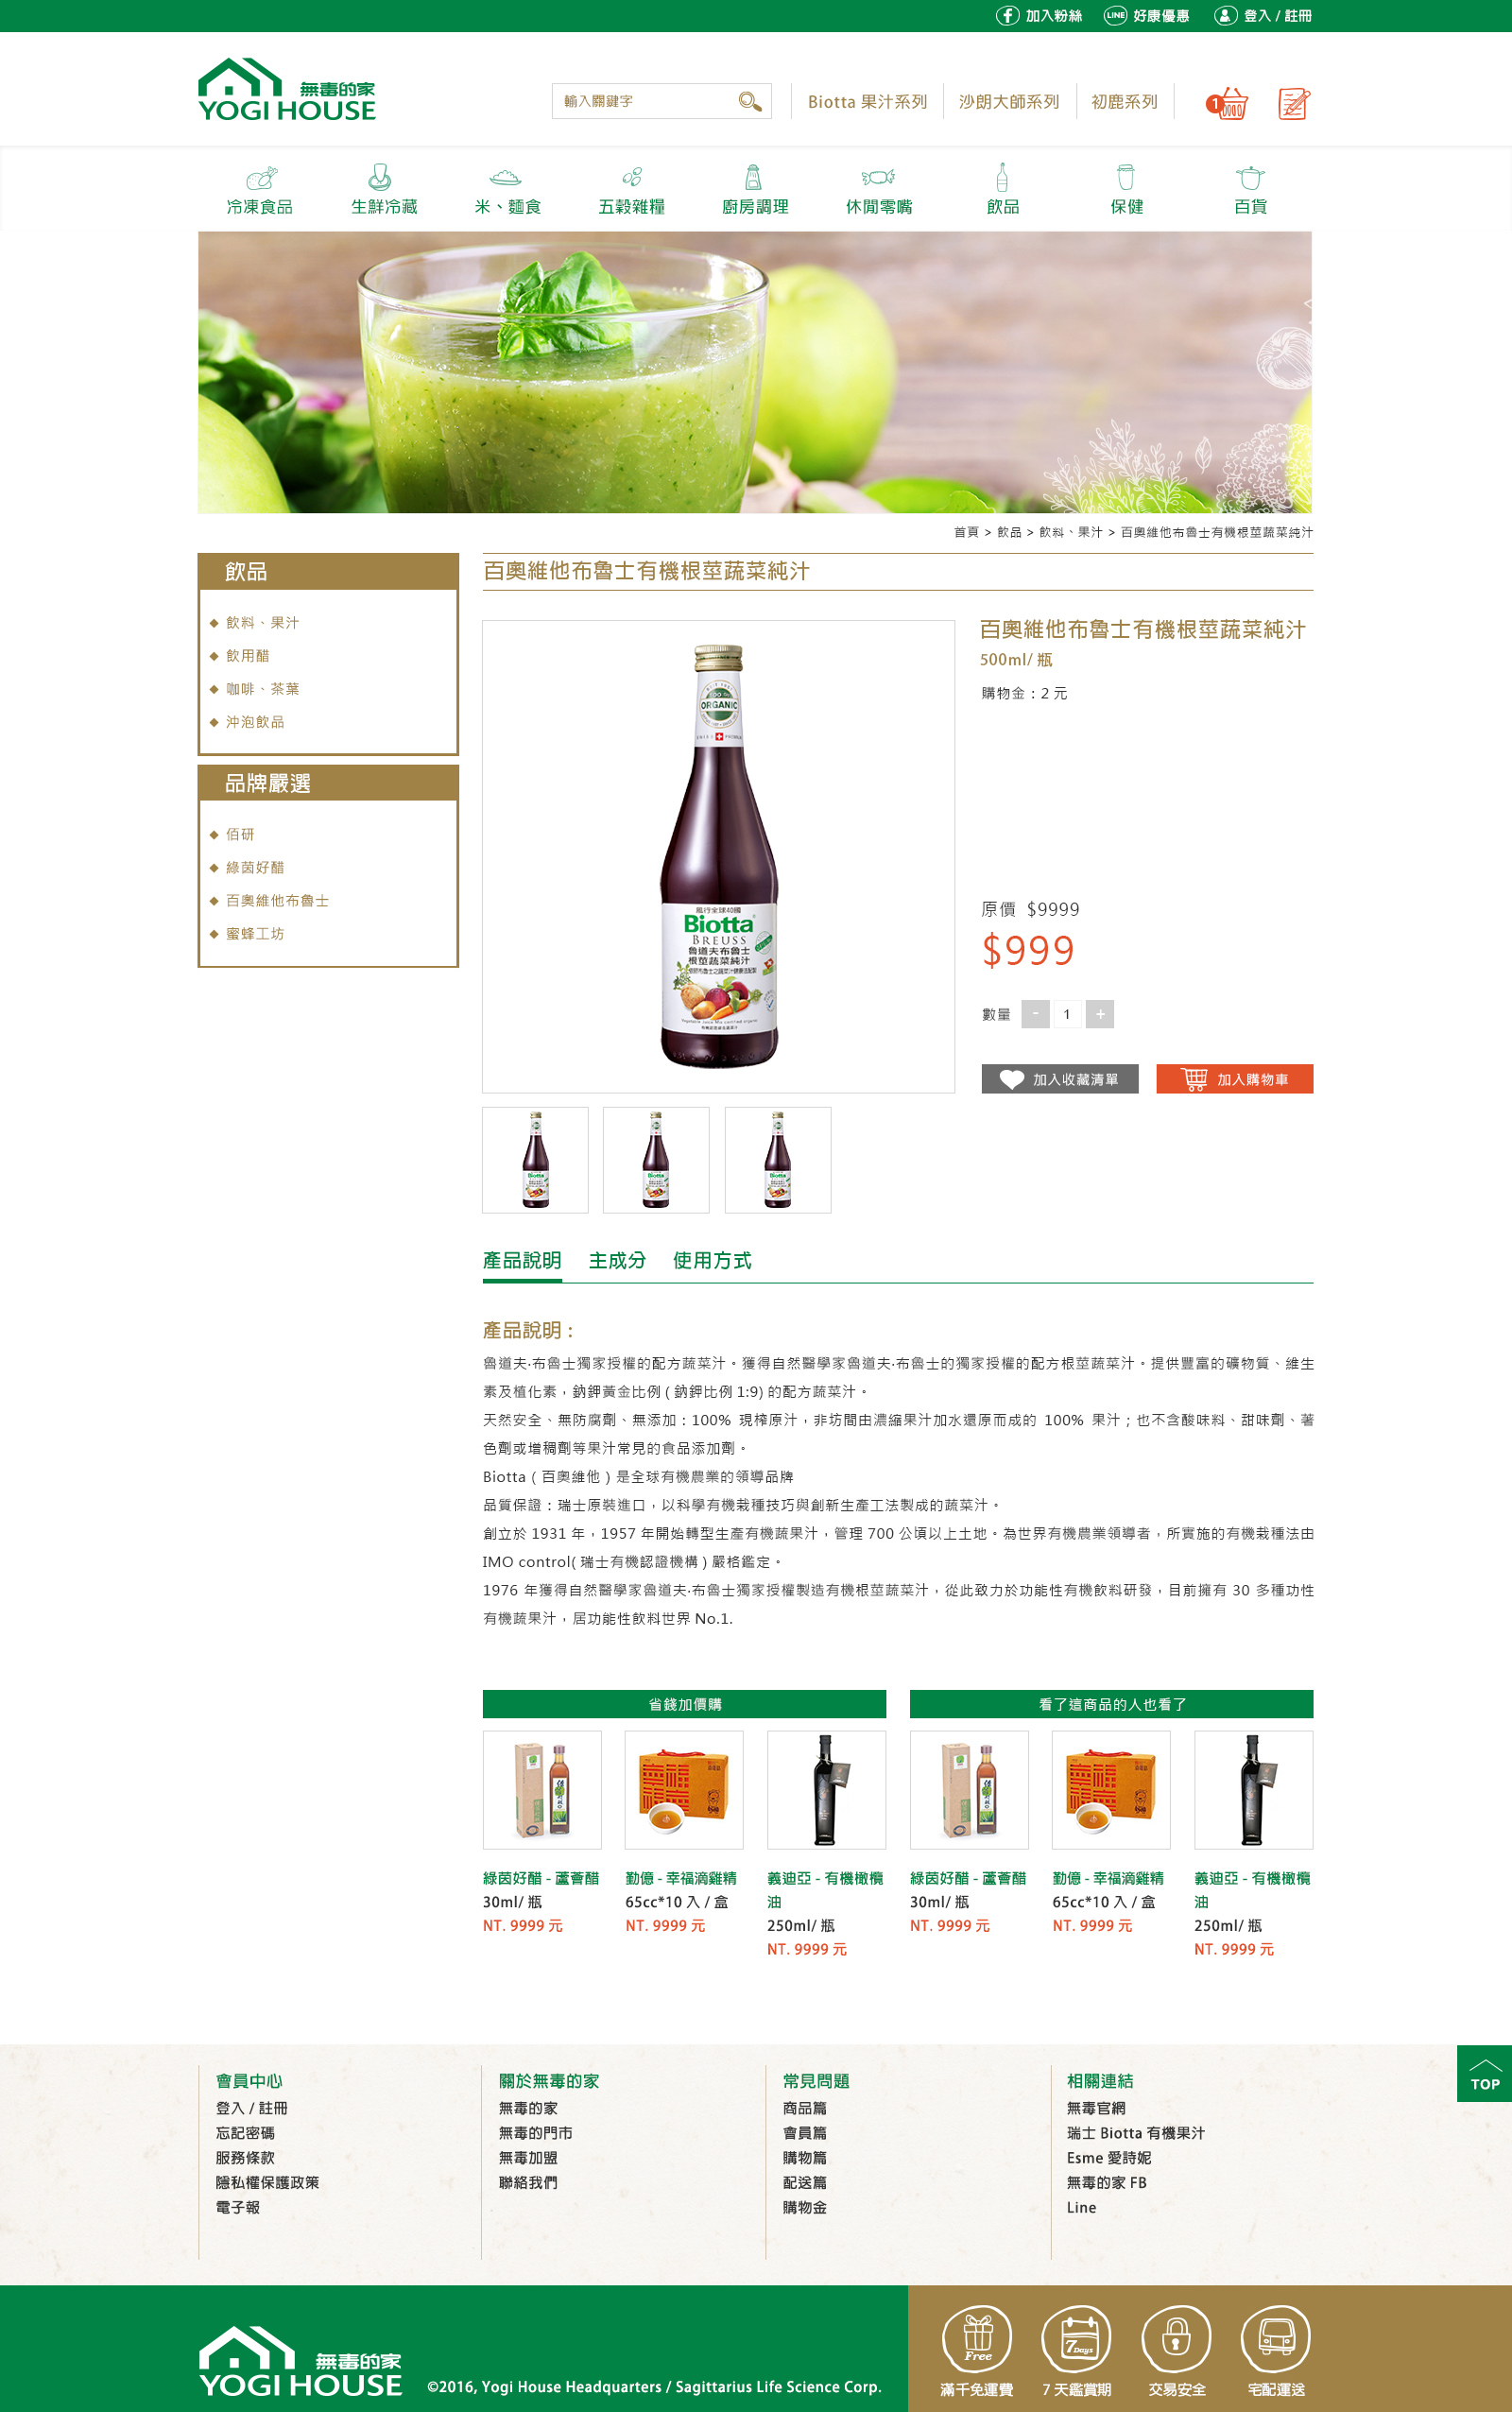 加入粉絲 好康優惠 登入 / 註冊
無毒的家
YOGI HOUSE
輸入關鍵字
Biotta 果汁系列 沙朗大師系列 初鹿系列
1
冷凍食品 生鮮冷藏 米、麵食 五穀雜糧 廚房調理 休閒零嘴 飲品 保健 百貨
首頁 > 飲品 > 飲料、果汁 > 百奧維他布魯士有機根莖蔬菜純汁
飲品
飲料、果汁
飲用醋
咖啡、茶葉
沖泡飲品
品牌嚴選
佰研
綠茵好醋
百奧維他布魯士
蜜蜂工坊
百奧維他布魯士有機根莖蔬菜純汁
ORGANIC
風行全球40國
Biotta
BREUSS
魯道夫布魯士
根莖蔬菜純汁
百奧維他布魯士有機根莖蔬菜純汁
500ml/ 瓶
購物金：2 元
原價 $9999
$999
數量 - 1 +
加入收藏清單 加入購物車
產品說明 主成分 使用方式
產品說明：
魯道夫‧布魯士獨家授權的配方蔬菜汁。獲得自然醫學家魯道夫‧布魯士的獨家授權的配方根莖蔬菜汁。提供豐富的礦物質、維生
素及植化素，鈉鉀黃金比例 ( 鈉鉀比例 1:9) 的配方蔬菜汁。
天然安全、無防腐劑、無添加：100% 現榨原汁，非坊間由濃縮果汁加水還原而成的 100% 果汁；也不含酸味料、甜味劑、著
色劑或增稠劑等果汁常見的食品添加劑。
Biotta（百奧維他）是全球有機農業的領導品牌
品質保證：瑞士原裝進口，以科學有機栽種技巧與創新生產工法製成的蔬菜汁。
創立於 1931 年，1957 年開始轉型生產有機蔬果汁，管理 700 公頃以上土地。為世界有機農業領導者，所實施的有機栽種法由
IMO control( 瑞士有機認證機構 ) 嚴格鑑定。
1976 年獲得自然醫學家魯道夫‧布魯士獨家授權製造有機根莖蔬菜汁，從此致力於功能性有機飲料研發，目前擁有 30 多種功性
有機蔬果汁，居功能性飲料世界 No.1.
省錢加價購
看了這商品的人也看了
綠茵好醋 - 蘆薈醋
30ml/ 瓶
NT. 9999 元
勤億 - 幸福滴雞精
65cc*10 入 / 盒
NT. 9999 元
義迪亞 - 有機橄欖
油
250ml/ 瓶
NT. 9999 元
綠茵好醋 - 蘆薈醋
30ml/ 瓶
NT. 9999 元
勤億 - 幸福滴雞精
65cc*10 入 / 盒
NT. 9999 元
義迪亞 - 有機橄欖
油
250ml/ 瓶
NT. 9999 元
TOP
會員中心
登入 / 註冊
忘記密碼
服務條款
隱私權保護政策
電子報
關於無毒的家
無毒的家
無毒的門市
無毒加盟
聯絡我們
常見問題
商品篇
會員篇
購物篇
配送篇
購物金
相關連結
無毒官網
瑞士 Biotta 有機果汁
Esme 愛詩妮
無毒的家 FB
Line
無毒的家
YOGI HOUSE
©2016, Yogi House Headquarters / Sagittarius Life Science Corp.
Free
滿千免運費
7Days
7 天鑑賞期
交易安全
宅配運送